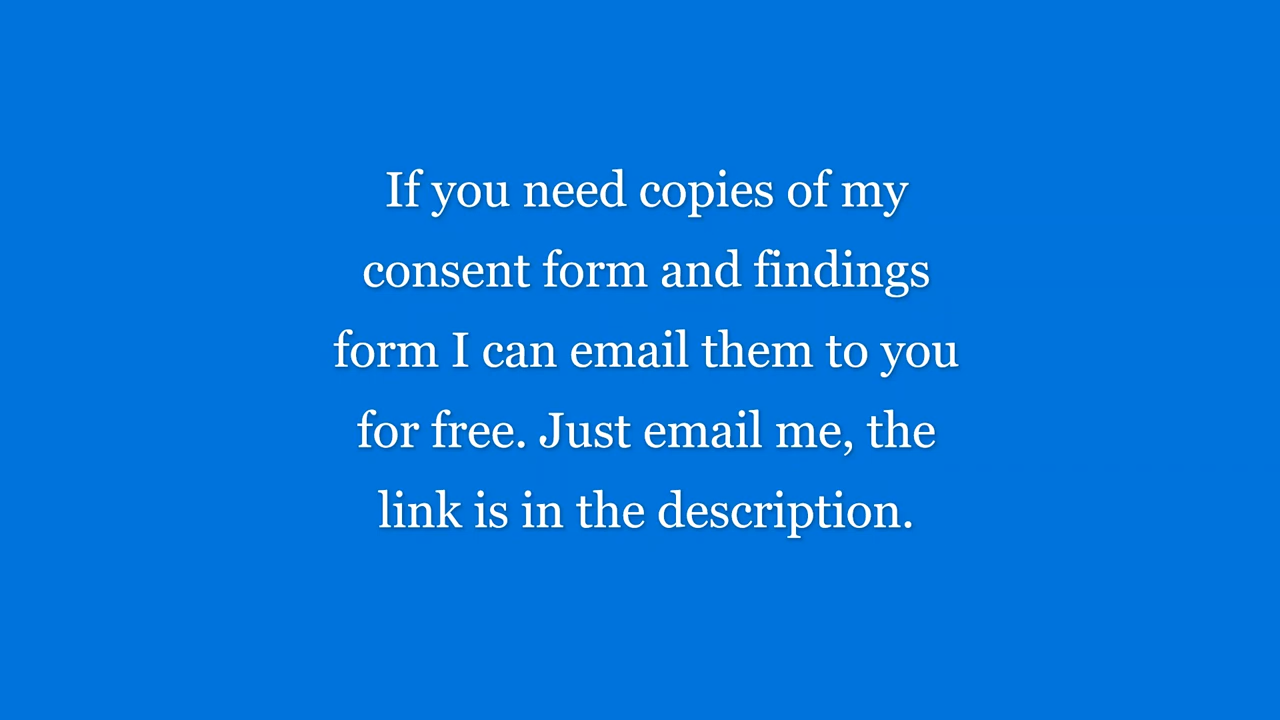 If you need copies of my
consent form and findings
form I can email them to you
for free. Just email me, the
link is in the description.